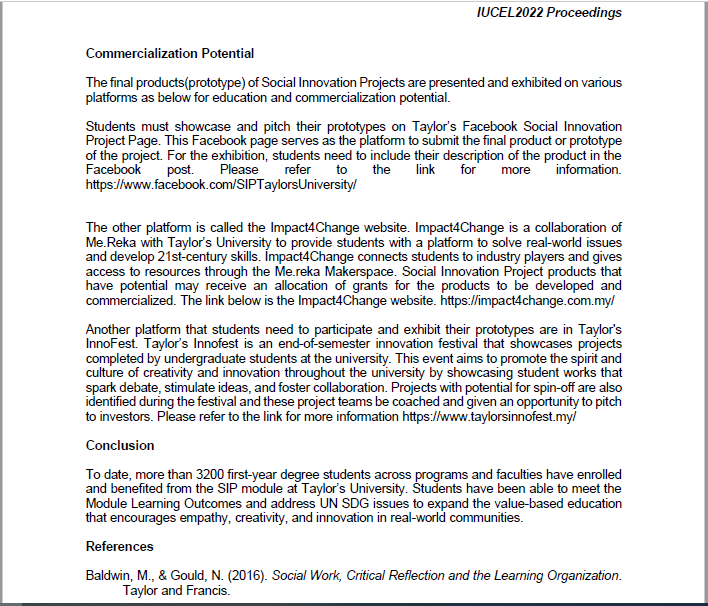 IUCEL2022 Proceedings
Commercialization Potential
The final products(prototype) of Social Innovation Projects are presented and exhibited on various
platforms as below for education and commercialization potential.
Students must showcase and pitch their prototypes on Taylor's Facebook Social Innovation
Project Page. This Facebook page serves as the platform to submit the final product or prototype
of the project. For the exhibition, students need to include their description of the product in the
Facebook post. Please refer to the link for more information.
https://www.facebook.com/SIPTaylorsUniversity/
The other platform is called the Impact4Change website. Impact4Change is a collaboration of
Me.Reka with Taylor's University to provide students with a platform to solve real-world issues
and develop 21st-century skills. Impact4Change connects students to industry players and gives
access to resources through the Me.reka Makerspace. Social Innovation Project products that
have potential may receive an allocation of grants for the products to be developed and
commercialized. The link below is the Impact4Change website. https://impact4change.com.my/
Another platform that students need to participate and exhibit their prototypes are in Taylor's
InnoFest. Taylor's Innofest is an end-of-semester innovation festival that showcases projects
completed by undergraduate students at the university. This event aims to promote the spirit and
culture of creativity and innovation throughout the university by showcasing student works that
spark debate, stimulate ideas, and foster collaboration. Projects with potential for spin-off are also
identified during the festival and these project teams be coached and given an opportunity to pitch
to investors. Please refer to the link for more information https://www.taylorsinnofest.my/
Conclusion
To date, more than 3200 first-year degree students across programs and faculties have enrolled
and benefited from the SIP module at Taylor's University. Students have been able to meet the
Module Learning Outcomes and address UN SDG issues to expand the value-based education
that encourages empathy, creativity, and innovation in real-world communities.
References
Baldwin, M., & Gould, N. (2016). Social Work, Critical Reflection and the Learning Organization.
Taylor and Francis.